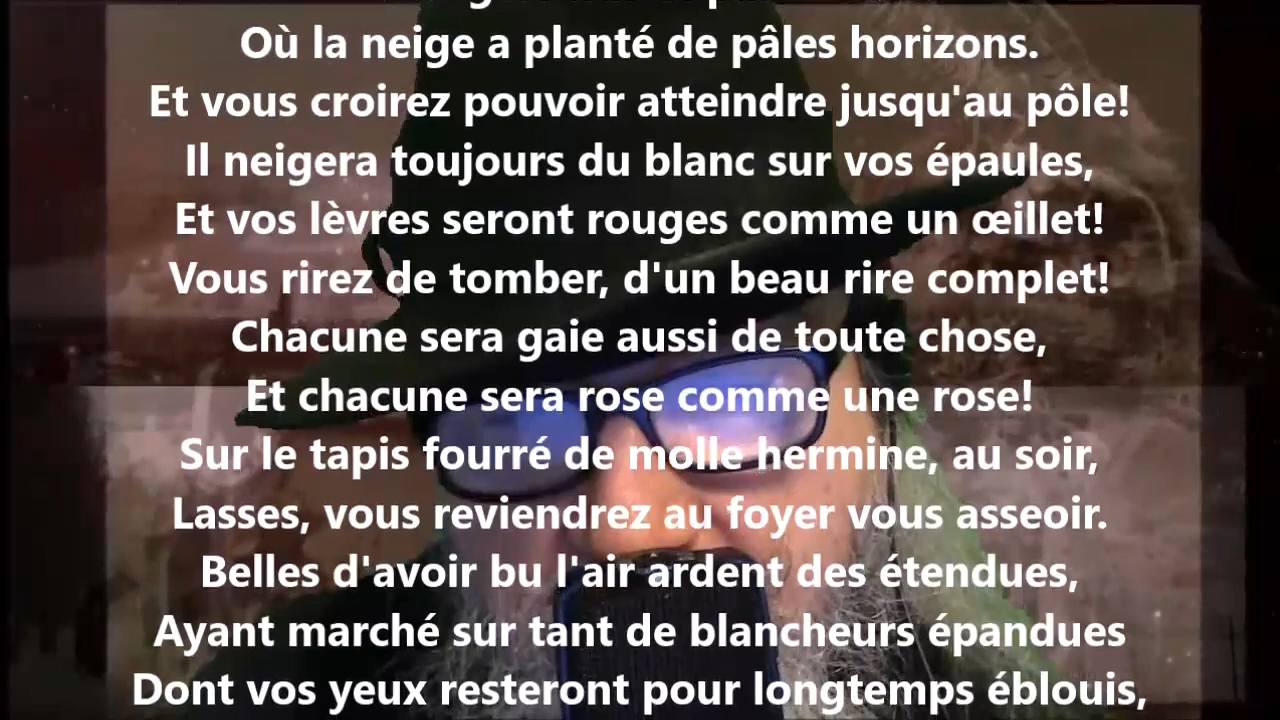 Où la neige a planté de pâles horizons.
Et vous croirez pouvoir atteindre jusqu'au pôle!
Il neigera toujours du blanc sur vos épaules,
Et vos lèvres seront rouges comme un œillet!
Vous rirez de tomber, d'un beau rire complet!
Chacune sera gaie aussi de toute chose,
Et chacune sera rose comme une rose!
Sur le tapis fourré de molle hermine, au soir,
Lasses, vous reviendrez au foyer vous asseoir.
Belles d'avoir bu l'air ardent des étendues,
Ayant marché sur tant de blancheurs épandues
Dont vos yeux resteront pour longtemps éblouis,